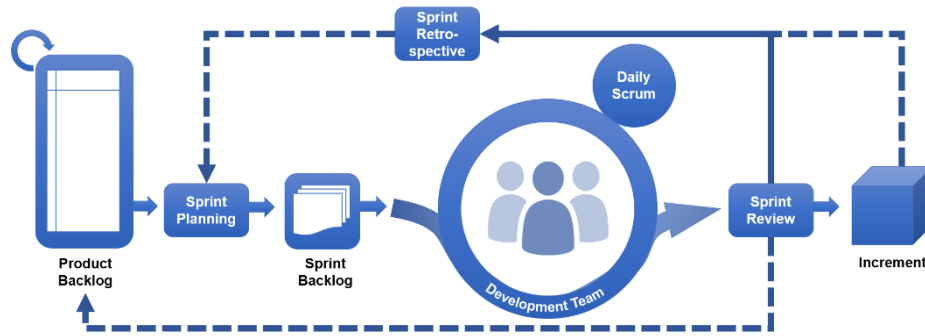 Sprint
Retro-
spective
Daily
Scrum
Sprint
Planning
Sprint
Review
Product
Backlog
Sprint
Backlog
Development Team
Increment